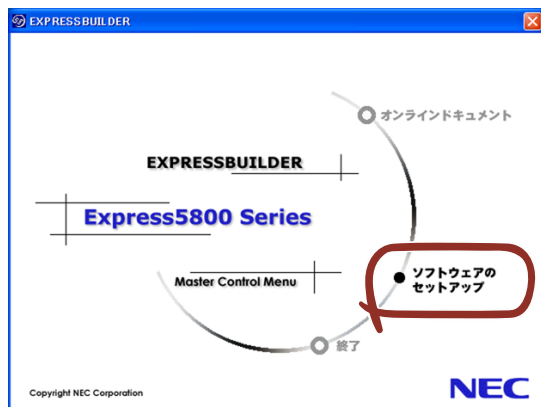 EXPRESSBUILDER
オンラインドキュメント
EXPRESSBUILDER
Express5800 Series
ソフトウェアの
セットアップ
Master Control Menu
終了
Copyright NEC Corporation
NEC